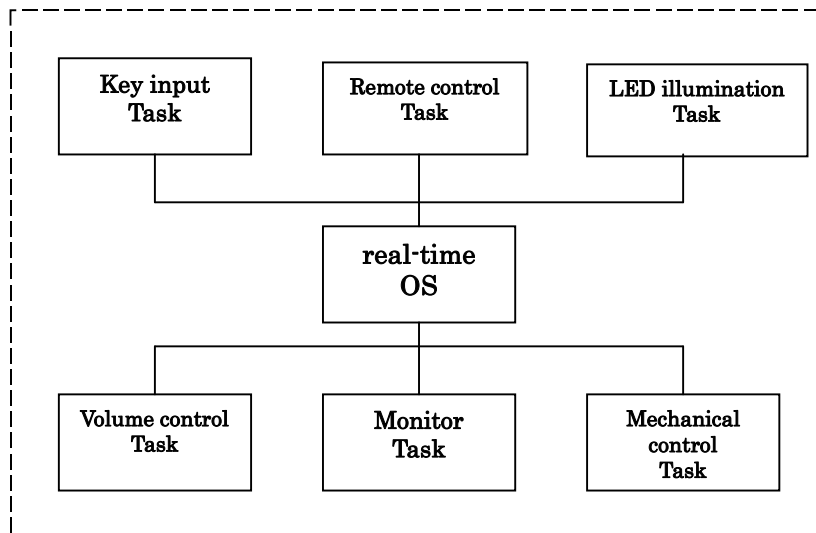 Key input
Task
Remote control
Task
LED illumination
Task
real-time
OS
Volume control
Task
Monitor
Task
Mechanical
control
Task